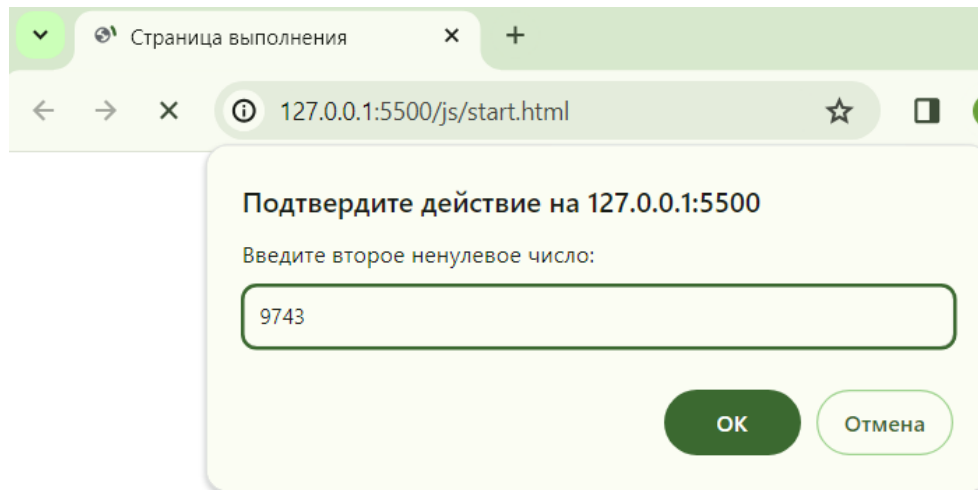 Страница выполнения
127.0.0.1:5500/js/start.html
Подтвердите действие на 127.0.0.1:5500
Введите второе ненулевое число:
9743
ОК Отмена